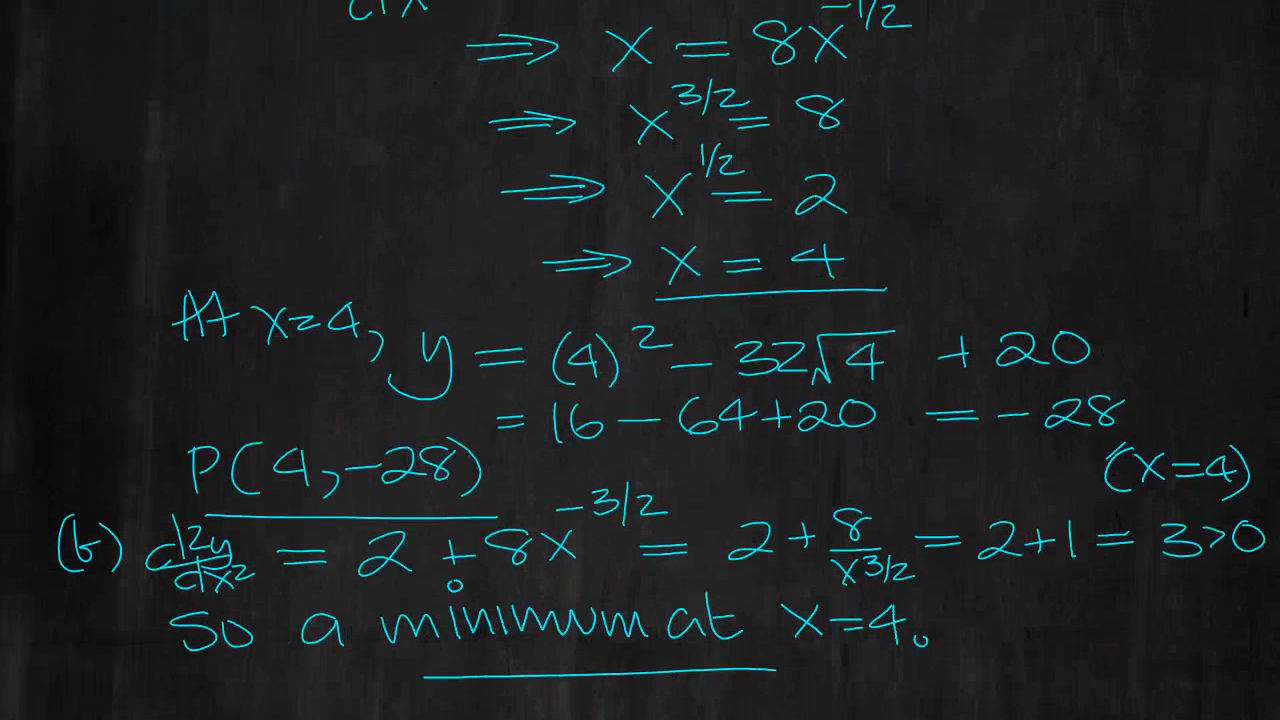 dx
⟹ x = 8x^(-1/2)
⟹ x^(3/2) = 8
⟹ x^(1/2) = 2
⟹ x = 4
At x=4, y = (4)² - 32√4 + 20
= 16 - 64 + 20 = -28
P(4, -28) (x=4)
(b) d²y/dx² = 2 + 8x^(-3/2) = 2 + 8/x^(3/2) = 2+1 = 3>0
So a minimum at x=4.